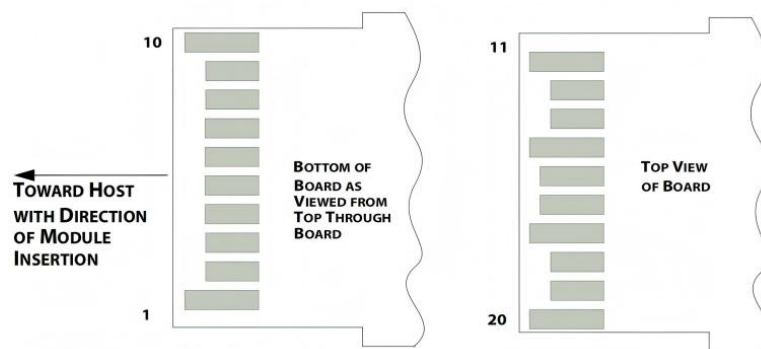 10
BOTTOM OF
BOARD AS
VIEWED FROM
TOP THROUGH
BOARD
TOWARD HOST
WITH DIRECTION
OF MODULE
INSERTION
1
11
TOP VIEW
OF BOARD
20